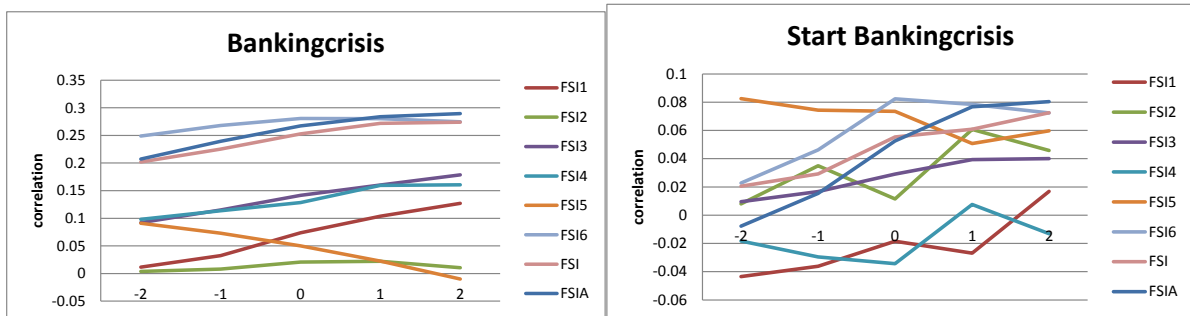 Bankingcrisis
0.35
0.3
0.25
0.2
0.15
0.1
0.05
0
-0.05
correlation
-2 -1 0 1 2
FSI1
FSI2
FSI3
FSI4
FSI5
FSI6
FSI
FSIA
Start Bankingcrisis
0.1
0.08
0.06
0.04
0.02
0
-0.02
-0.04
-0.06
correlation
-2 -1 0 1 2
FSI1
FSI2
FSI3
FSI4
FSI5
FSI6
FSI
FSIA